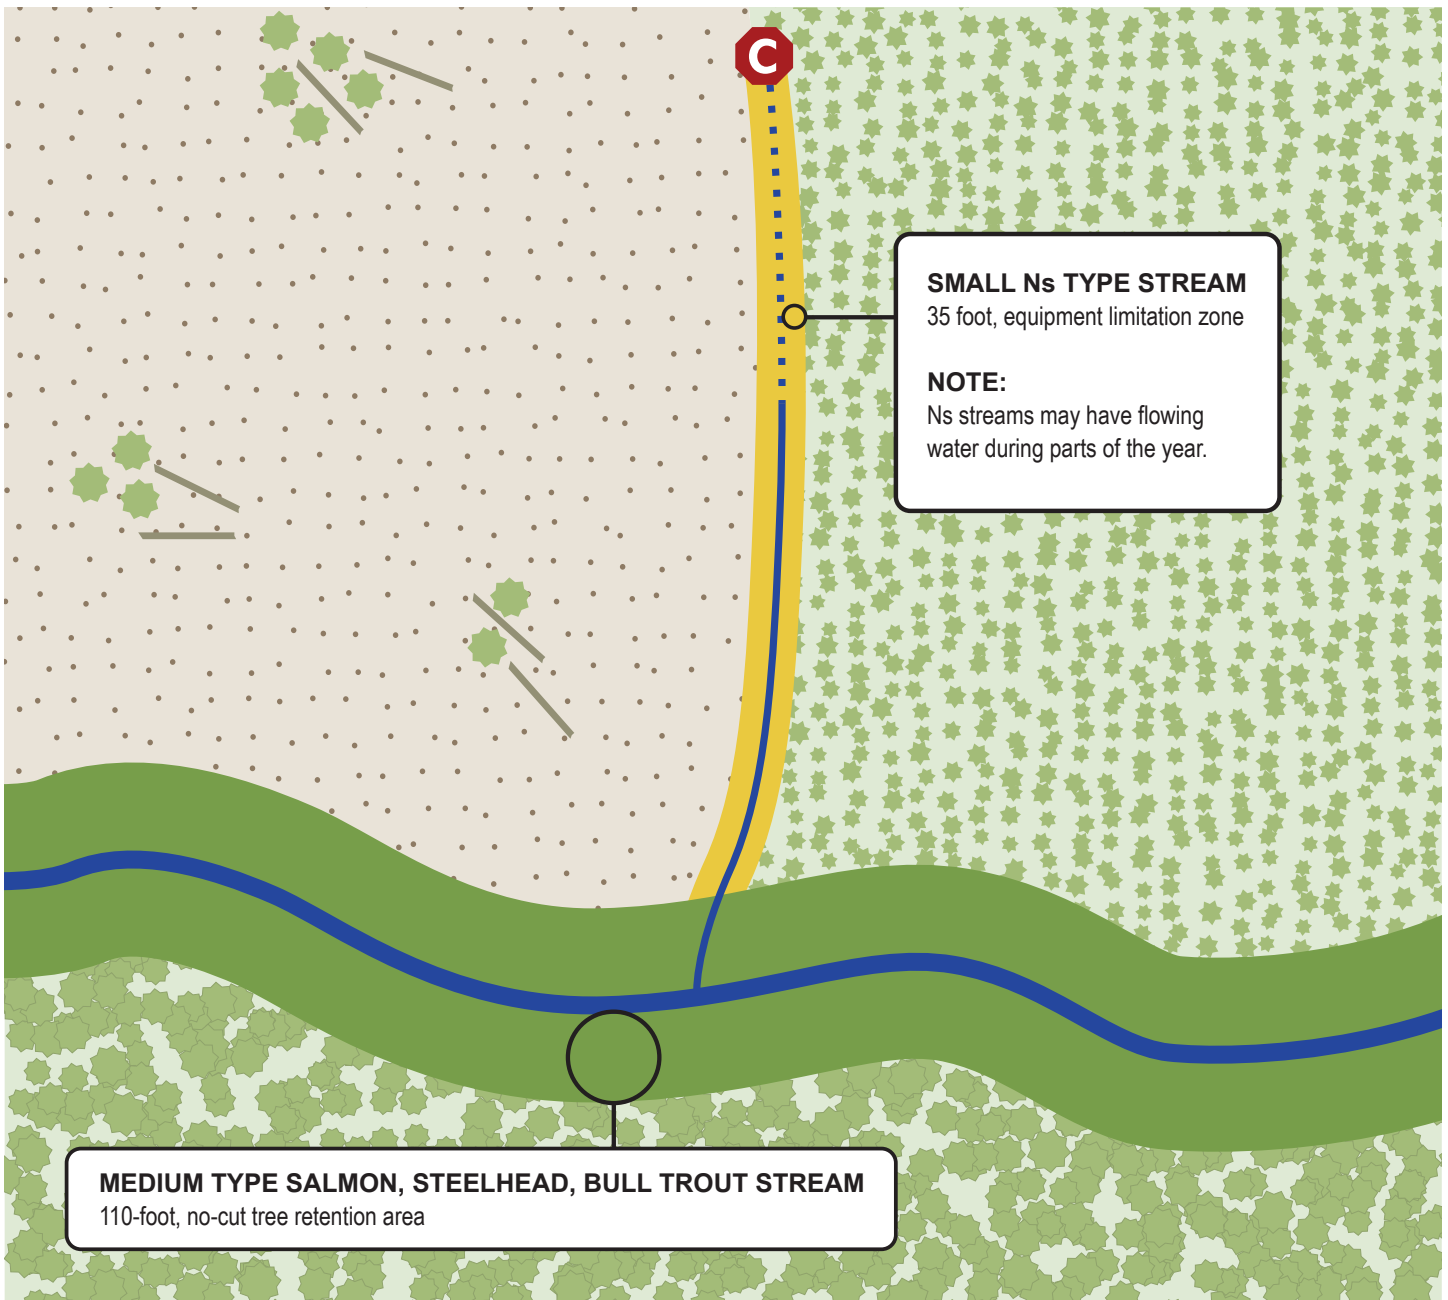 C
SMALL Ns TYPE STREAM
35 foot, equipment limitation zone
NOTE:
Ns streams may have flowing
water during parts of the year.
MEDIUM TYPE SALMON, STEELHEAD, BULL TROUT STREAM
110-foot, no-cut tree retention area